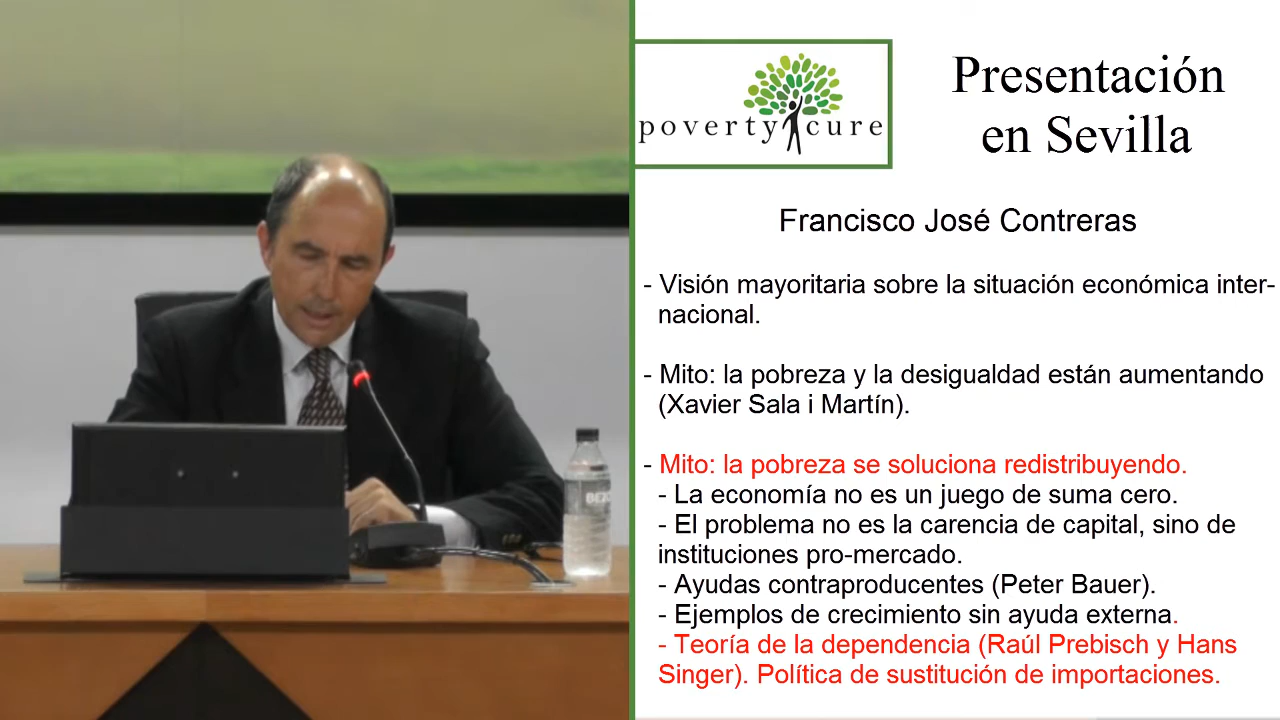 povertycure
Presentación
en Sevilla
Francisco José Contreras
- Visión mayoritaria sobre la situación económica inter-
nacional.
- Mito: la pobreza y la desigualdad están aumentando
(Xavier Sala i Martín).
- Mito: la pobreza se soluciona redistribuyendo.
- La economía no es un juego de suma cero.
- El problema no es la carencia de capital, sino de
instituciones pro-mercado.
- Ayudas contraproducentes (Peter Bauer).
- Ejemplos de crecimiento sin ayuda externa.
- Teoría de la dependencia (Raúl Prebisch y Hans
Singer). Política de sustitución de importaciones.